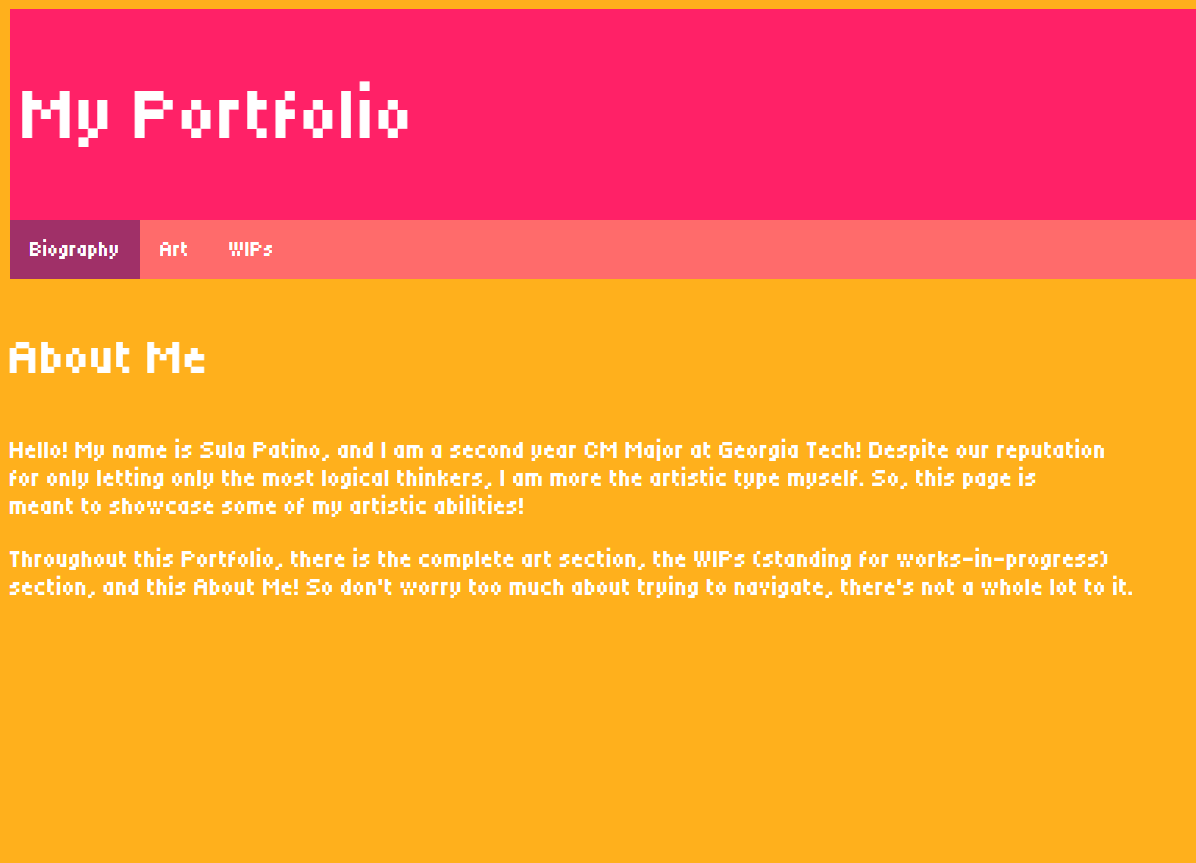 My Portfolio
Biography Art WIPs
About Me
Hello! My name is Sula Patino, and I am a second year CM Major at Georgia Tech! Despite our reputation
for only letting only the most logical thinkers, I am more the artistic type myself. So, this page is
meant to showcase some of my artistic abilities!
Throughout this Portfolio, there is the complete art section, the WIPs (standing for works-in-progress)
section, and this About Me! So don't worry too much about trying to navigate, there's not a whole lot to it.